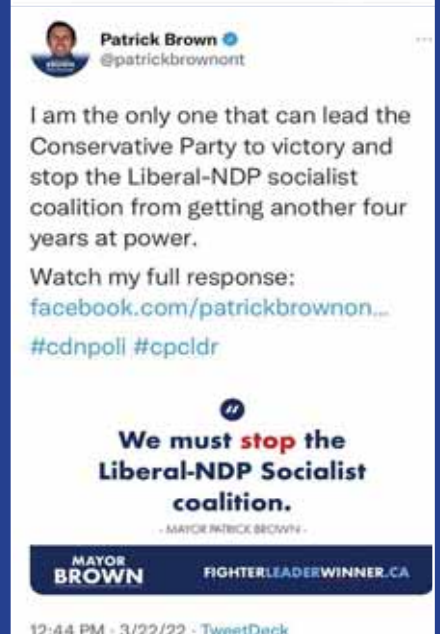 Patrick Brown
@patrickbrownont
I am the only one that can lead the
Conservative Party to victory and
stop the Liberal-NDP socialist
coalition from getting another four
years at power.
Watch my full response:
facebook.com/patrickbrownon...
#cdnpoli #cpcldr
We must stop the
Liberal-NDP Socialist
coalition.
- MAYOR PATRICK BROWN -
MAYOR
BROWN
FIGHTERLEADERWINNER.CA
12:44 PM · 3/22/22 · TweetDeck